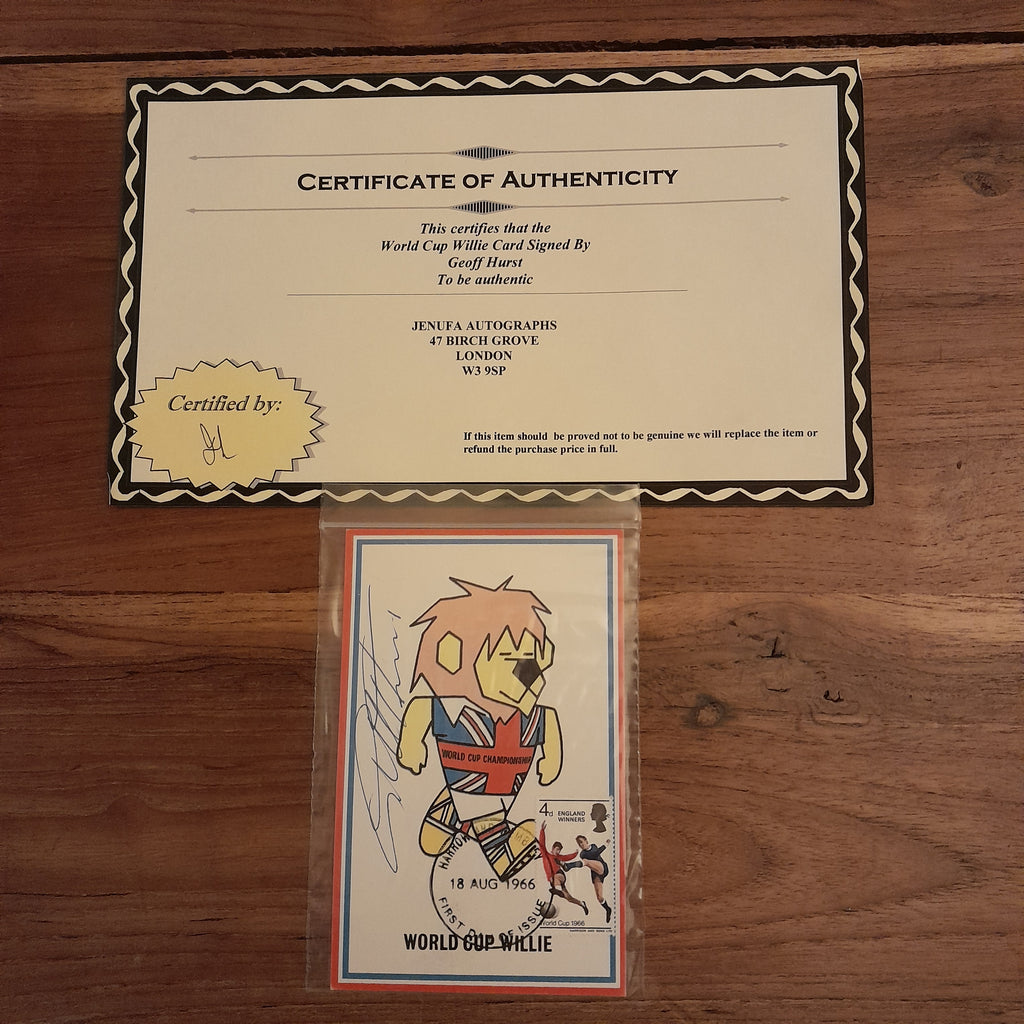 CERTIFICATE OF AUTHENTICITY
This certifies that the
World Cup Willie Card Signed By
Geoff Hurst
To be authentic
JENUFA AUTOGRAPHS
47 BIRCH GROVE
LONDON
W3 9SP
Certified by:
If this item should be proved not to be genuine we will replace the item or
refund the purchase price in full.
WORLD CUP CHAMPIONSHIP
4d ENGLAND
WINNERS
HARROW
18 AUG 1966
FIRST DAY OF ISSUE
World Cup 1966
WORLD CUP WILLIE